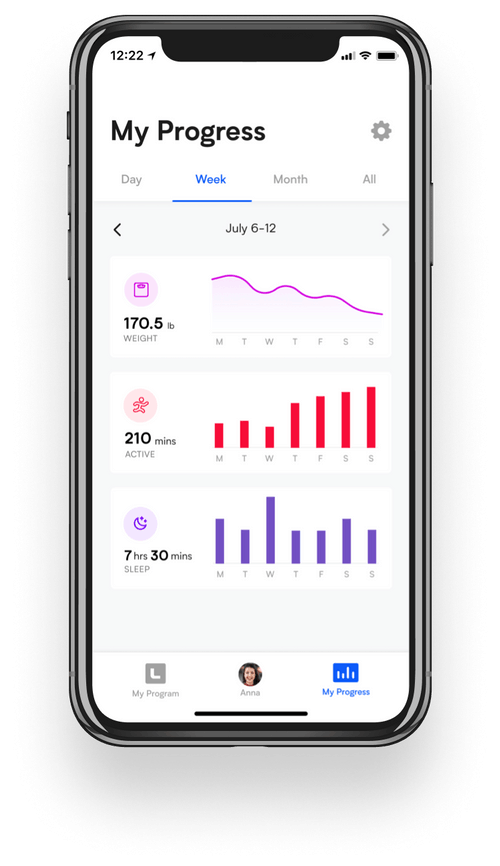 12:22
My Progress
Day Week Month All
July 6-12
170.5 lb
WEIGHT
M T W T F S S
210 mins
ACTIVE
M T W T F S S
7 hrs 30 mins
SLEEP
M T W T F S S
My Program Anna My Progress